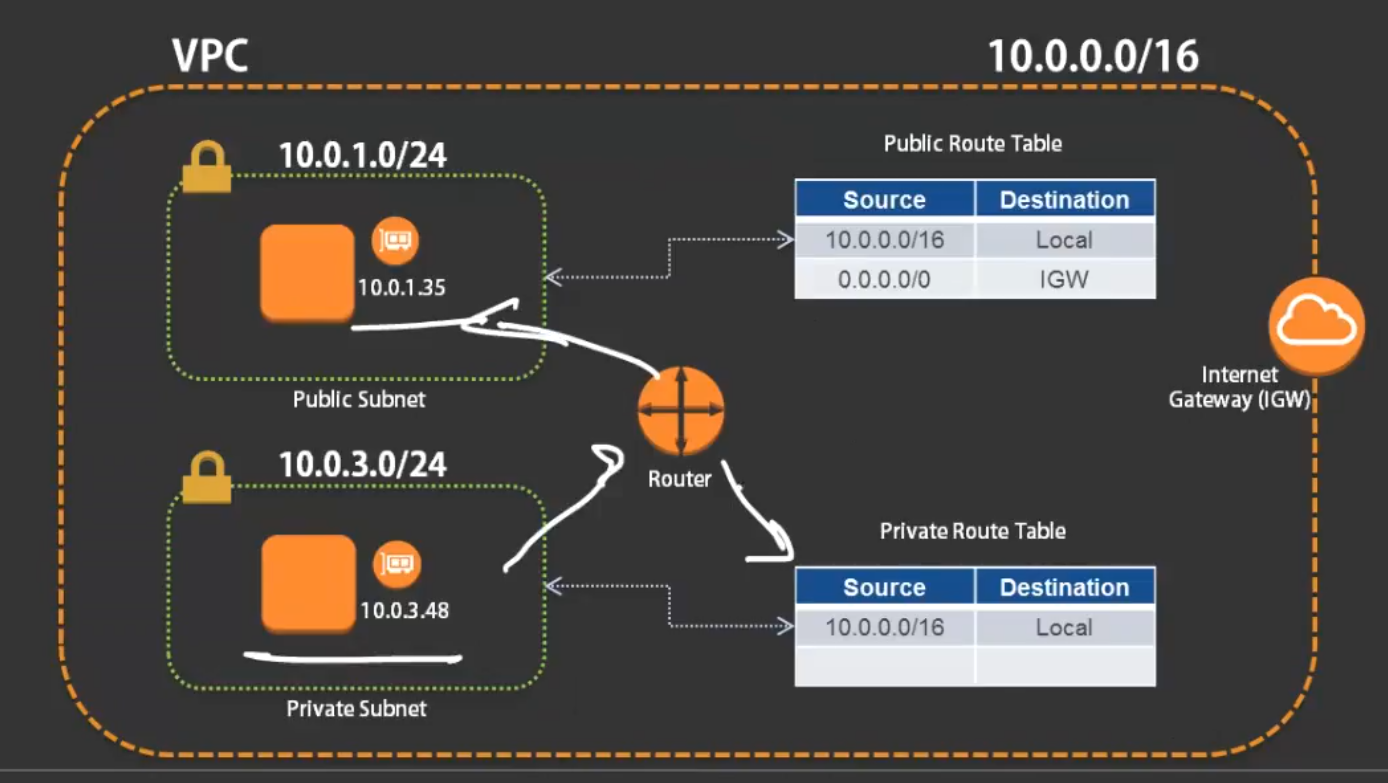 VPC
10.0.0.0/16
10.0.1.0/24
10.0.1.35
Public Subnet
Public Route Table
Source Destination
10.0.0.0/16 Local
0.0.0.0/0 IGW
Internet
Gateway (IGW)
Router
10.0.3.0/24
10.0.3.48
Private Subnet
Private Route Table
Source Destination
10.0.0.0/16 Local